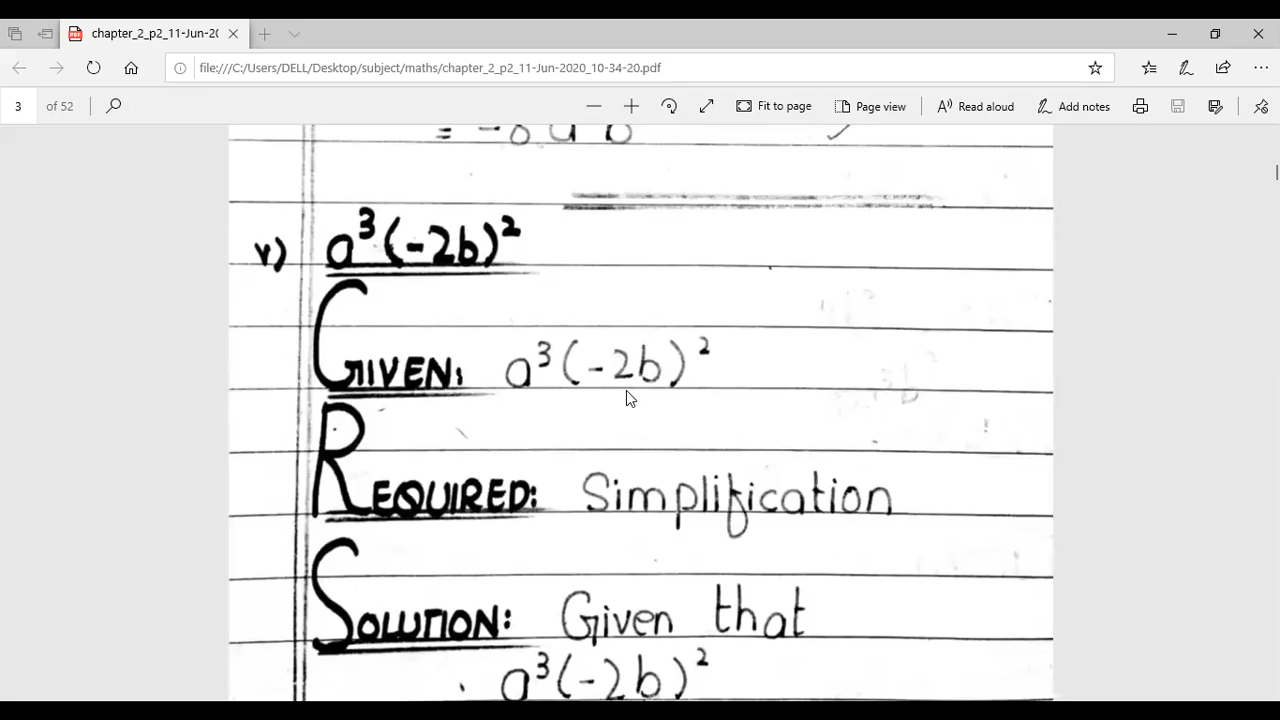 chapter_2_p2_11-Jun-20
file:///C:/Users/DELL/Desktop/subject/maths/chapter_2_p2_11-Jun-2020_10-34-20.pdf
3 of 52
Fit to page
Page view
Read aloud
Add notes
v) a³(-2b)²
GIVEN: a³(-2b)²
REQUIRED: Simplification
SOLUTION: Given that
a³(-2b)²